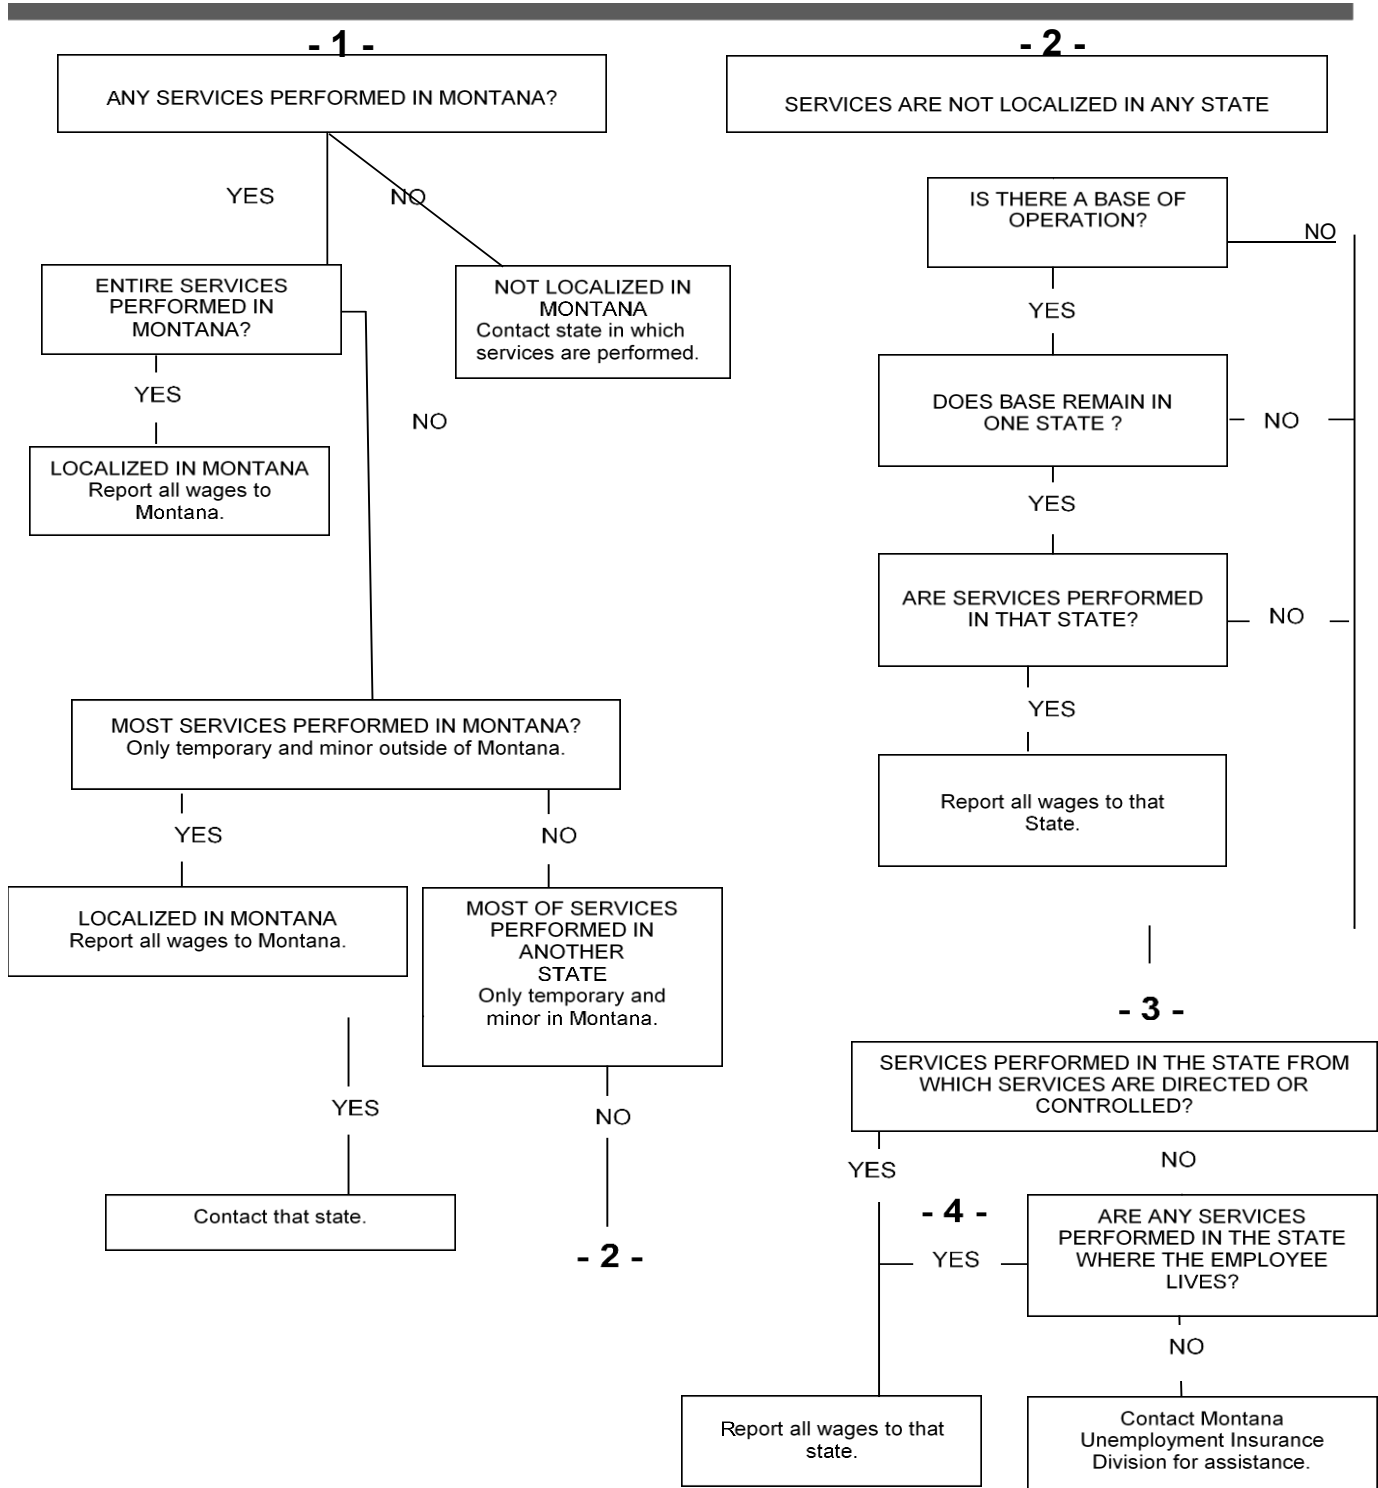 - 1 -
ANY SERVICES PERFORMED IN MONTANA?
YES
NO
ENTIRE SERVICES
PERFORMED IN
MONTANA?
NOT LOCALIZED IN
MONTANA
Contact state in which
services are performed.
YES
NO
LOCALIZED IN MONTANA
Report all wages to
Montana.
MOST SERVICES PERFORMED IN MONTANA?
Only temporary and minor outside of Montana.
YES
NO
LOCALIZED IN MONTANA
Report all wages to Montana.
MOST OF SERVICES
PERFORMED IN
ANOTHER
STATE
Only temporary and
minor in Montana.
YES
NO
Contact that state.
- 2 -
- 2 -
SERVICES ARE NOT LOCALIZED IN ANY STATE
IS THERE A BASE OF
OPERATION?
NO
YES
DOES BASE REMAIN IN
ONE STATE ?
NO
YES
ARE SERVICES PERFORMED
IN THAT STATE?
NO
YES
Report all wages to that
State.
- 3 -
SERVICES PERFORMED IN THE STATE FROM
WHICH SERVICES ARE DIRECTED OR
CONTROLLED?
YES
NO
- 4 -
ARE ANY SERVICES
PERFORMED IN THE STATE
WHERE THE EMPLOYEE
LIVES?
YES
NO
Report all wages to that
state.
Contact Montana
Unemployment Insurance
Division for assistance.